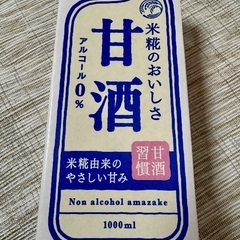 米糀のおいしさ
甘酒
アルコール0%
米糀由来の
やさしい甘み
甘酒
習慣
Non alcohol amazake
1000ml